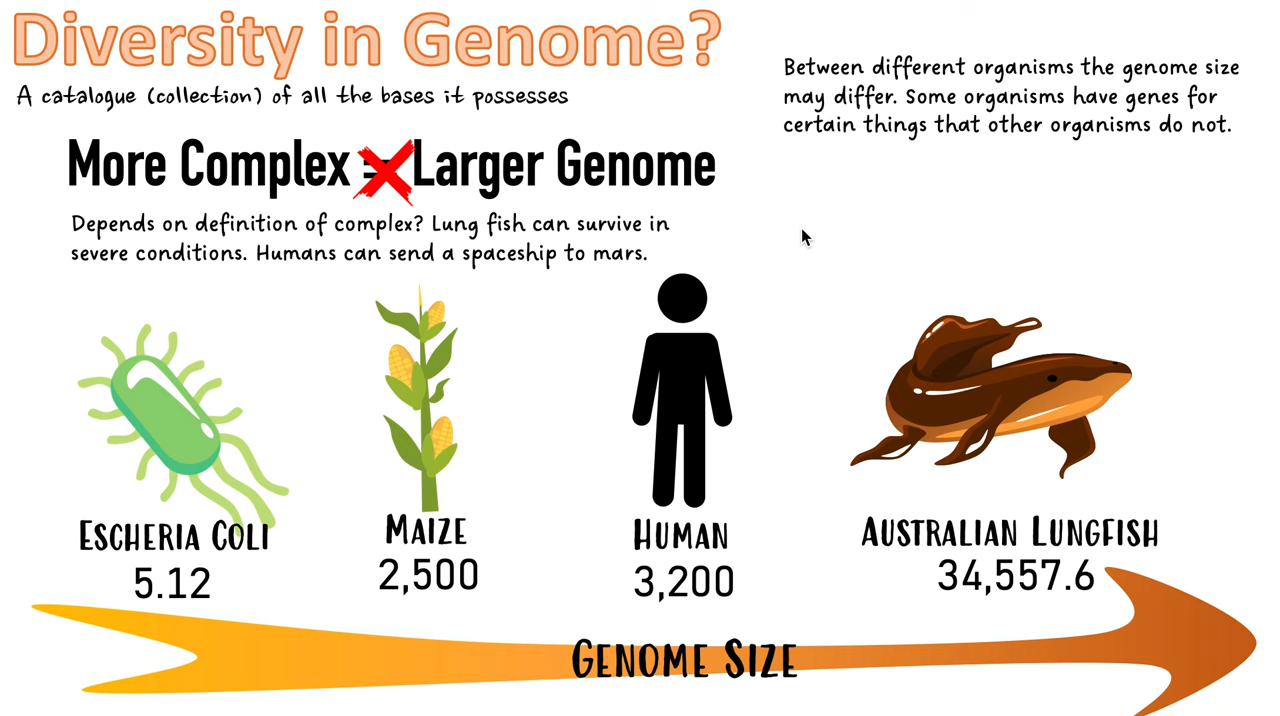 Diversity in Genome?
A catalogue (collection) of all the bases it possesses
Between different organisms the genome size
may differ. Some organisms have genes for
certain things that other organisms do not.
More Complex = Larger Genome
Depends on definition of complex? Lung fish can survive in
severe conditions. Humans can send a spaceship to mars.
Escheria Coli
5.12
Maize
2,500
Human
3,200
Australian Lungfish
34,557.6
Genome Size